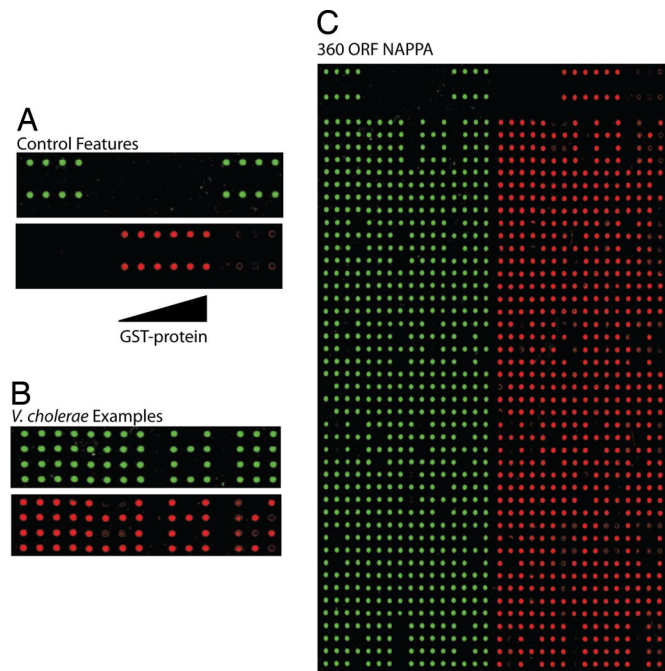 A
Control Features
GST-protein
B
V. cholerae Examples
C
360 ORF NAPPA